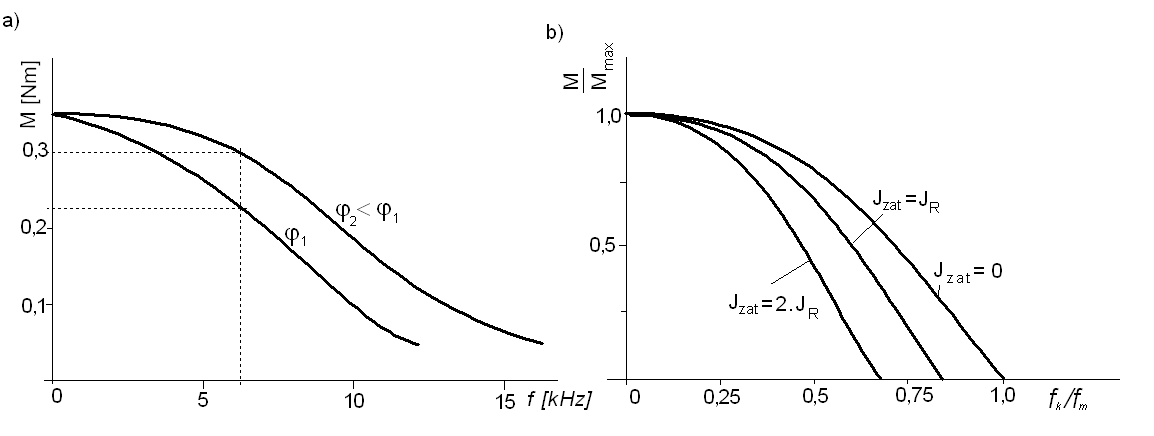 a)
M [Nm]
0,3
0,2
0,1
0
5
10
15
f [kHz]
φ₂< φ₁
φ₁
b)
M
Mmax
1,0
0,5
0
0,25
0,5
0,75
1,0
fk/fm
Jzat=JR
Jzat= 0
Jzat=2.JR